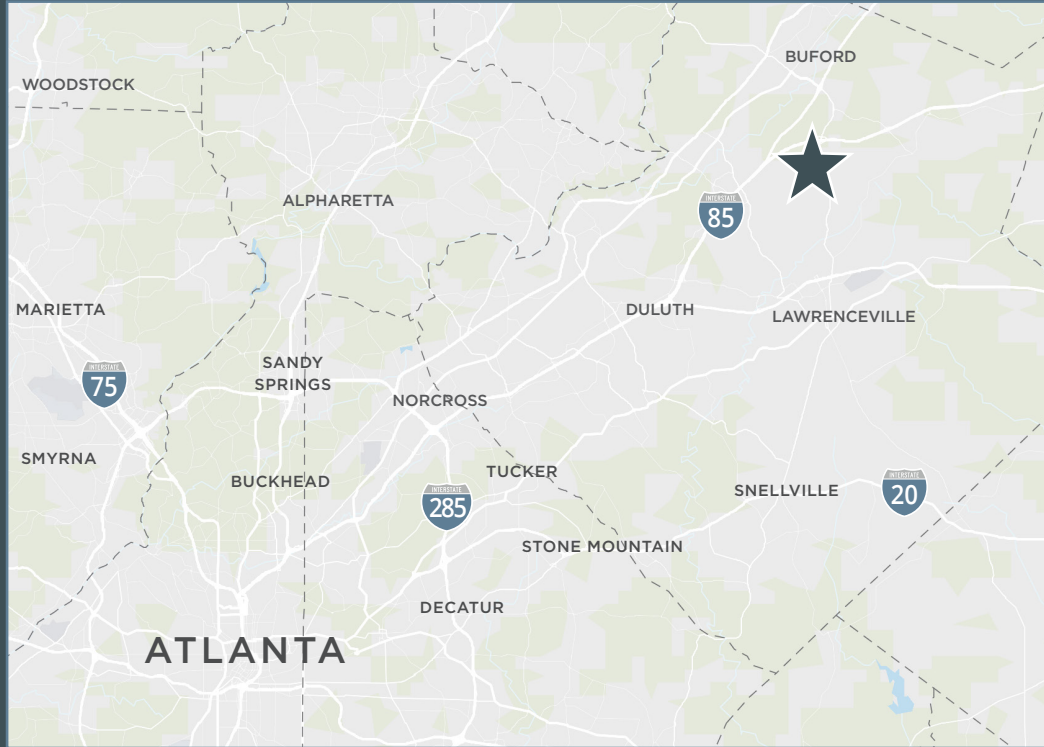 BUFORD
WOODSTOCK
ALPHARETTA
INTERSTATE
85
MARIETTA
DULUTH
LAWRENCEVILLE
SANDY
SPRINGS
INTERSTATE
75
NORCROSS
SMYRNA
BUCKHEAD
TUCKER
INTERSTATE
285
SNELLVILLE
INTERSTATE
20
STONE MOUNTAIN
DECATUR
ATLANTA